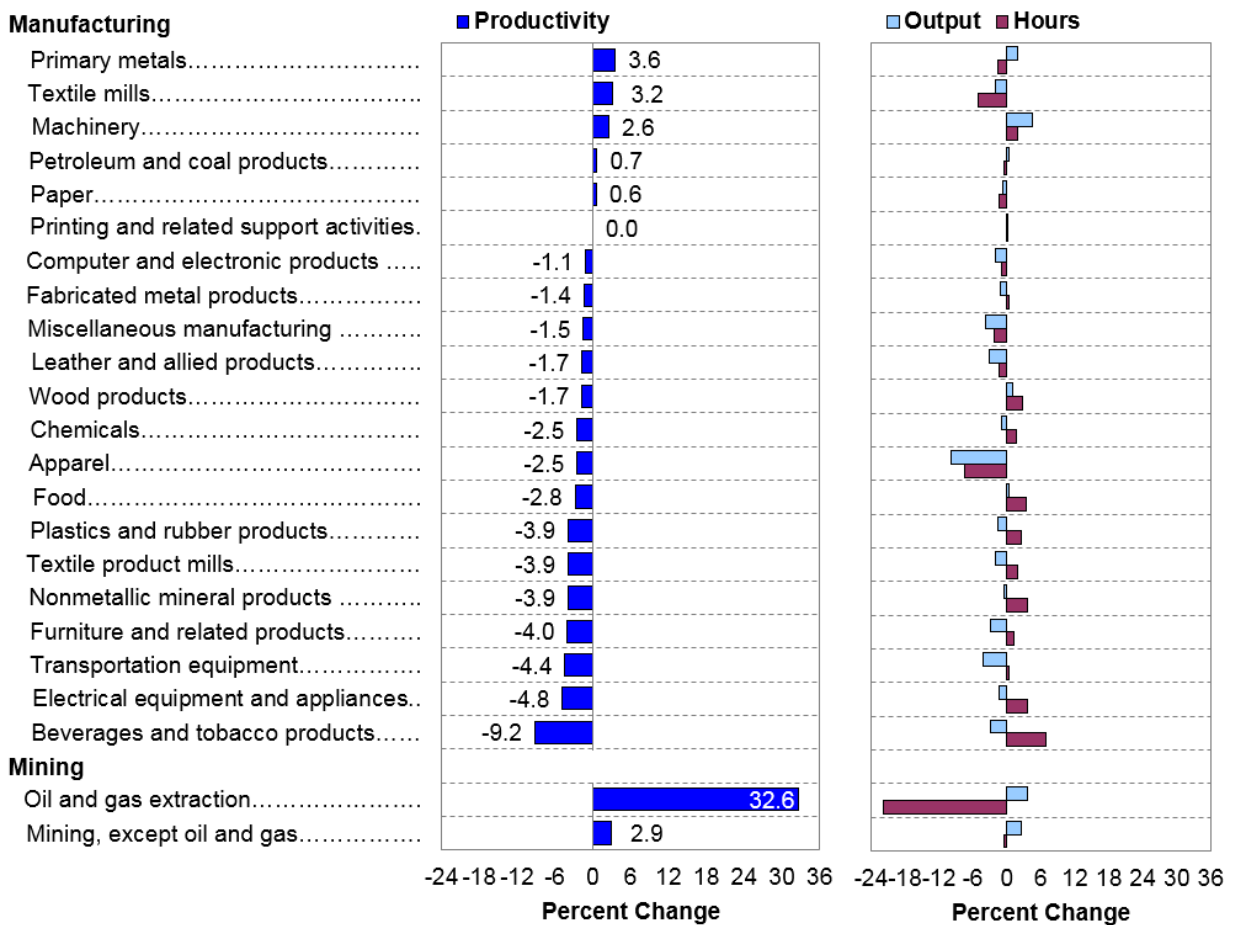 Manufacturing ■ Productivity ■ Output ■ Hours
Primary metals…………………………. 3.6
Textile mills…………………………….. 3.2
Machinery………………………………. 2.6
Petroleum and coal products…………. 0.7
Paper……………………………………. 0.6
Printing and related support activities. 0.0
Computer and electronic products ….. -1.1
Fabricated metal products……………. -1.4
Miscellaneous manufacturing ……….. -1.5
Leather and allied products………….. -1.7
Wood products…………………………. -1.7
Chemicals………………………………. -2.5
Apparel…………………………………. -2.5
Food……………………………………. -2.8
Plastics and rubber products…………. -3.9
Textile product mills…………………… -3.9
Nonmetallic mineral products ……….. -3.9
Furniture and related products………. -4.0
Transportation equipment……………. -4.4
Electrical equipment and appliances.. -4.8
Beverages and tobacco products…… -9.2
Mining
Oil and gas extraction…………………. 32.6
Mining, except oil and gas……………. 2.9
-24 -18 -12 -6 0 6 12 18 24 30 36 -24 -18 -12 -6 0 6 12 18 24 30 36
Percent Change Percent Change